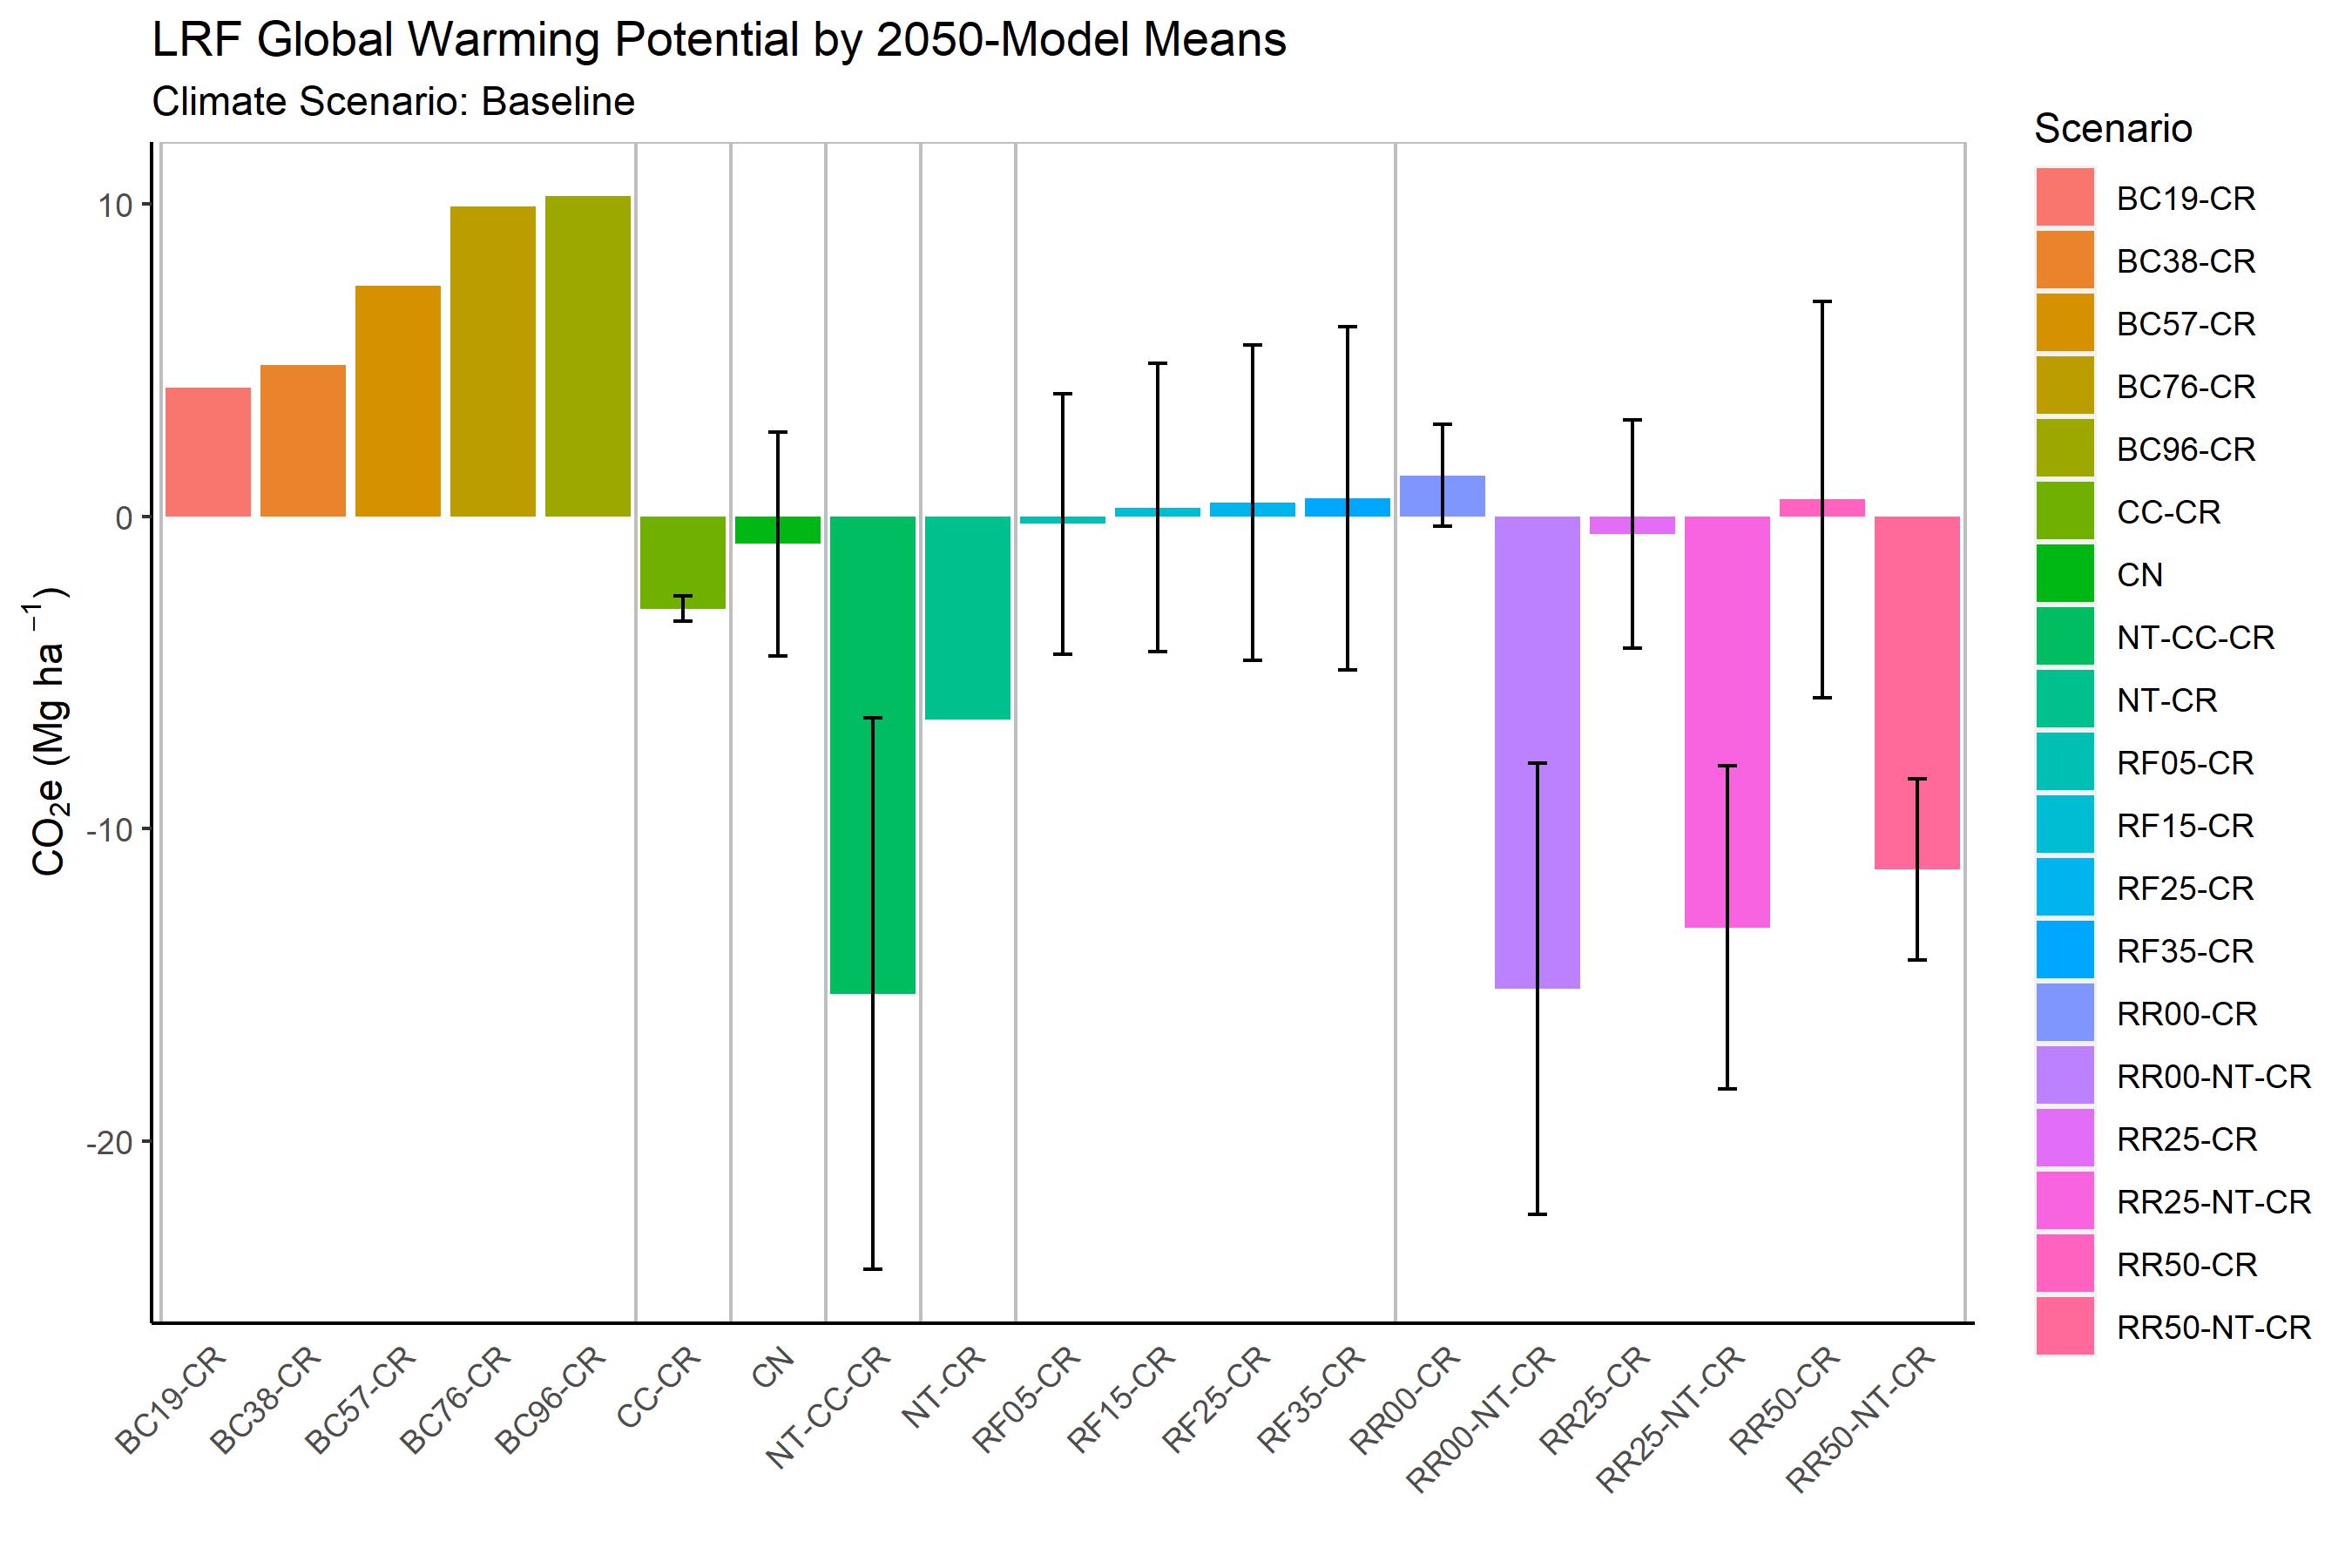 LRF Global Warming Potential by 2050-Model Means
Climate Scenario: Baseline
CO₂e (Mg ha ⁻¹)
10
0
-10
-20
BC19-CR
BC38-CR
BC57-CR
BC76-CR
BC96-CR
CC-CR
CN
NT-CC-CR
NT-CR
RF05-CR
RF15-CR
RF25-CR
RF35-CR
RR00-CR
RR00-NT-CR
RR25-CR
RR25-NT-CR
RR50-CR
RR50-NT-CR
Scenario
BC19-CR
BC38-CR
BC57-CR
BC76-CR
BC96-CR
CC-CR
CN
NT-CC-CR
NT-CR
RF05-CR
RF15-CR
RF25-CR
RF35-CR
RR00-CR
RR00-NT-CR
RR25-CR
RR25-NT-CR
RR50-CR
RR50-NT-CR